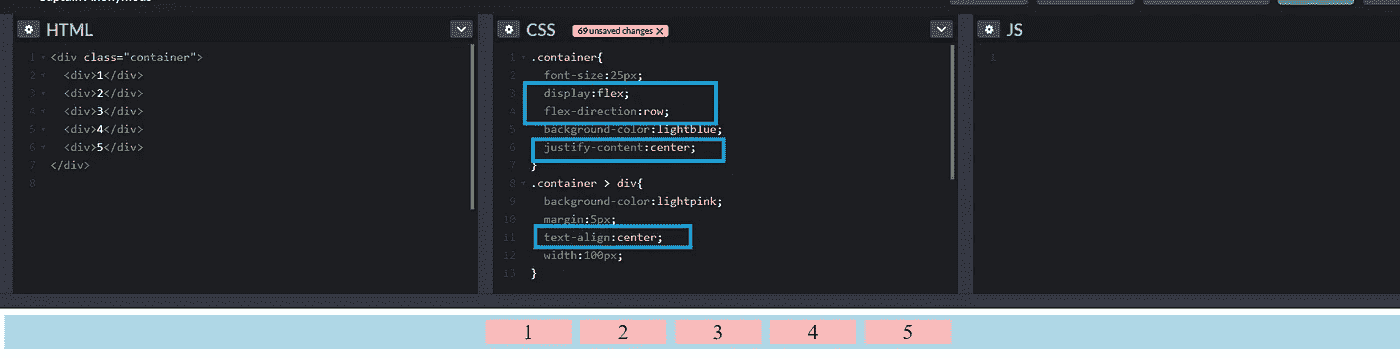 Captain Anonymous
HTML
1 <div class="container">
2 <div>1</div>
3 <div>2</div>
4 <div>3</div>
5 <div>4</div>
6 <div>5</div>
7 </div>
8
CSS 69 unsaved changes X
1 .container{
2 font-size:25px;
3 display:flex;
4 flex-direction:row;
5 background-color:lightblue;
6 justify-content:center;
7 }
8 .container > div{
9 background-color:lightpink;
10 margin:5px;
11 text-align:center;
12 width:100px;
13 }
JS
1
1 2 3 4 5